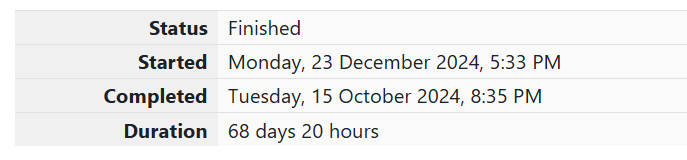 Status Finished
Started Monday, 23 December 2024, 5:33 PM
Completed Tuesday, 15 October 2024, 8:35 PM
Duration 68 days 20 hours